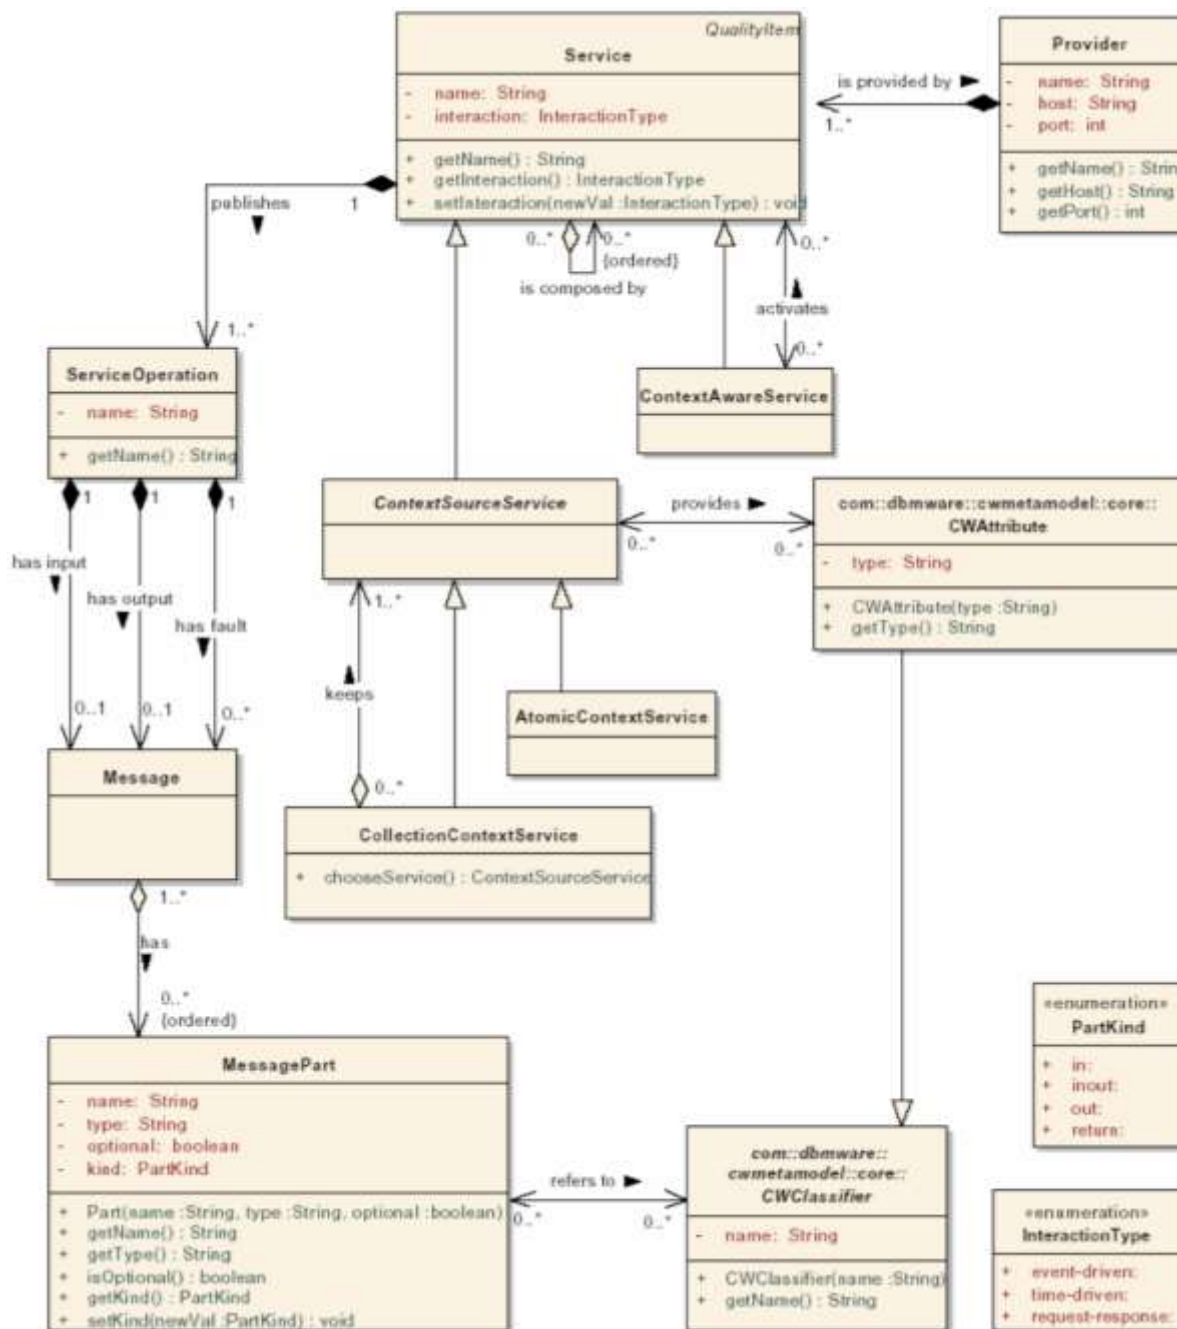 QualityItem
Service
- name: String
- interaction: InteractionType
+ getName() : String
+ getInteraction() : InteractionType
+ setInteraction(newVal :InteractionType) : void
Provider
- name: String
- host: String
- port: int
+ getName() : Strin
+ getHost() : String
+ getPort() : int
is provided by
1..*
publishes
1
1..*
0..*
0..*
{ordered}
is composed by
0..*
activates
0..*
ServiceOperation
- name: String
+ getName() : String
ContextAwareService
1
1
1
has input
has output
has fault
0..1
0..1
0..*
ContextSourceService
provides
0..*
0..*
com::dbmware::cwmetamodel::core::
CWAttribute
- type: String
+ CWAttribute(type :String)
+ getType() : String
1..*
keeps
0..*
AtomicContextService
Message
CollectionContextService
+ chooseService() : ContextSourceService
1..*
has
0..*
{ordered}
MessagePart
- name: String
- type: String
- optional: boolean
- kind: PartKind
+ Part(name :String, type :String, optional :boolean)
+ getName() : String
+ getType() : String
+ isOptional() : boolean
+ getKind() : PartKind
+ setKind(newVal :PartKind) : void
refers to
0..*
0..*
com::dbmware::
cwmetamodel::core::
CWClassifier
- name: String
+ CWClassifier(name :String)
+ getName() : String
«enumeration»
PartKind
+ in:
+ inout:
+ out:
+ return:
«enumeration»
InteractionType
+ event-driven:
+ time-driven:
+ request-response: